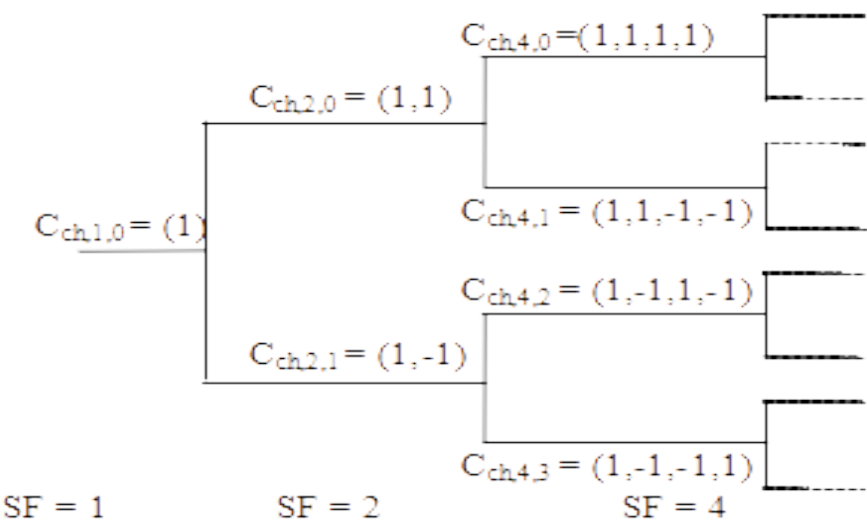 C_ch,4,0 =(1,1,1,1)
C_ch,2,0 = (1,1)
C_ch,4,1 = (1,1,-1,-1)
C_ch,1,0 = (1)
C_ch,4,2 = (1,-1,1,-1)
C_ch,2,1 = (1,-1)
C_ch,4,3 = (1,-1,-1,1)
SF = 1 SF = 2 SF = 4